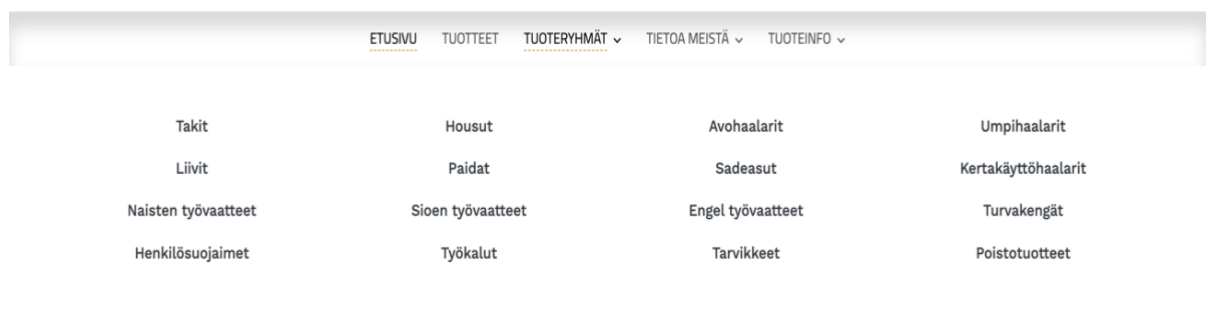 ETUSIVU TUOTTEET TUOTERYHMÄT TIETOA MEISTÄ TUOTEINFO
Takit Housut Avohaalarit Umpihaalarit
Liivit Paidat Sadeasut Kertakäyttöhaalarit
Naisten työvaatteet Sioen työvaatteet Engel työvaatteet Turvakengät
Henkilösuojaimet Työkalut Tarvikkeet Poistotuotteet